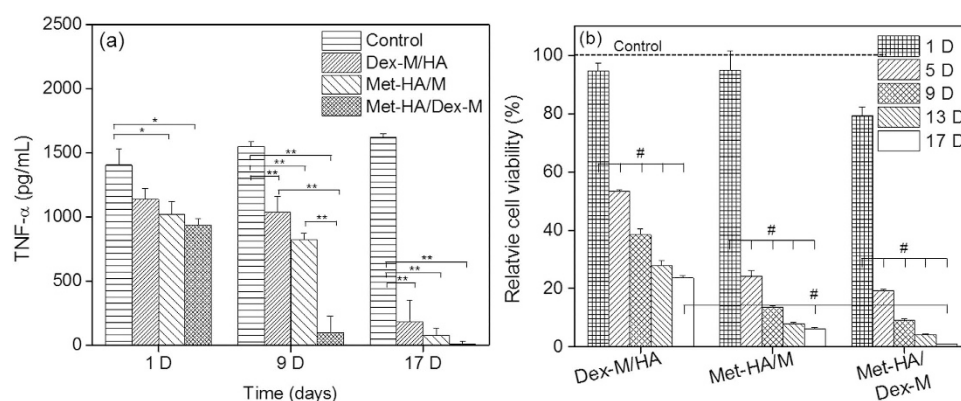 (a)
2500
2000
1500
1000
500
0
TNF-α (pg/mL)
Control
Dex-M/HA
Met-HA/M
Met-HA/Dex-M
*
*
**
**
**
**
**
**
**
**
1 D
9 D
17 D
Time (days)
(b)
100
80
60
40
20
0
Relatvie cell viability (%)
Control
1 D
5 D
9 D
13 D
17 D
#
#
#
#
Dex-M/HA
Met-HA/M
Met-HA/
Dex-M